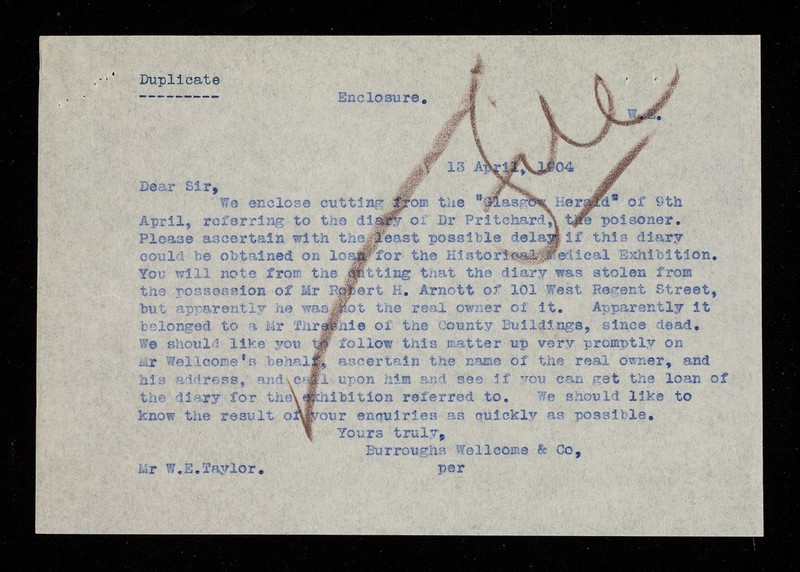 Duplicate
Enclosure.
File
13 April, 1904
Dear Sir,
We enclose cutting from the "Glasgow Herald" of 9th
April, referring to the diary of Dr Pritchard, the poisoner.
Please ascertain with the least possible delay if this diary
could be obtained on loan for the Historical Medical Exhibition.
You will note from the cutting that the diary was stolen from
the possession of Mr Robert H. Arnott of 101 West Regent Street,
but apparently he was not the real owner of it. Apparently it
belonged to a Mr Threshie of the County Buildings, since dead.
We should like you to follow this matter up very promptly on
Mr Wellcome's behalf, ascertain the name of the real owner, and
his address, and call upon him and see if you can get the loan of
the diary for the exhibition referred to. We should like to
know the result of your enquiries as quickly as possible.
Yours truly,
Burroughs Wellcome & Co,
Mr W.E.Taylor. per